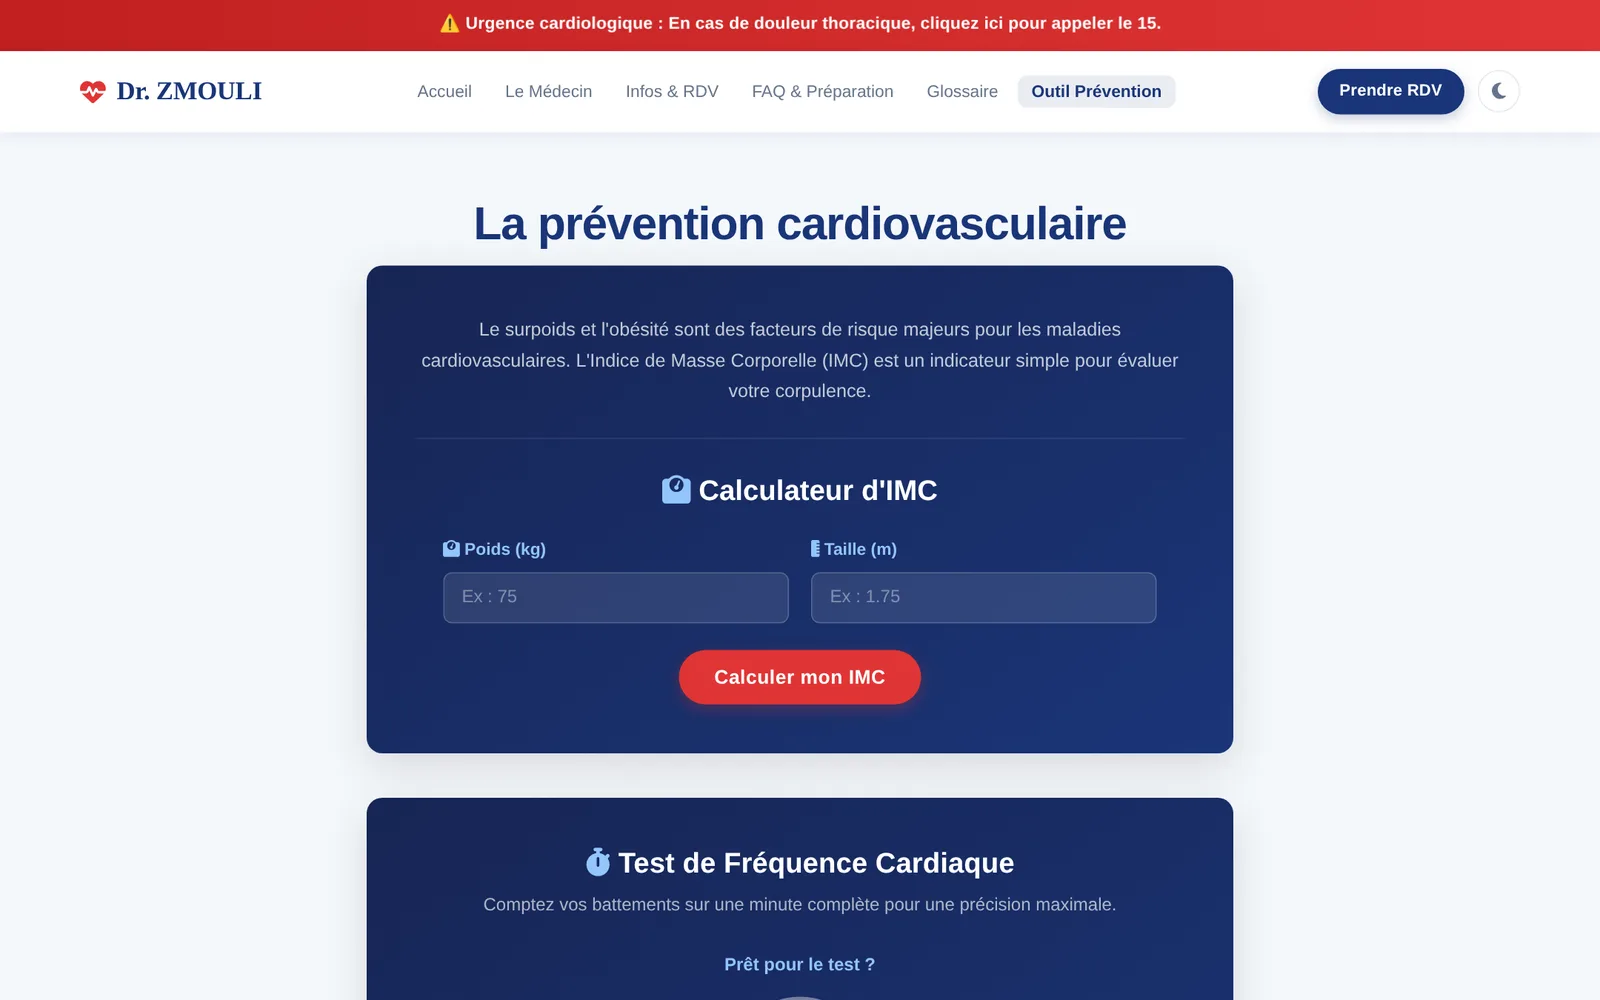 ⚠️ Urgence cardiologique : En cas de douleur thoracique, cliquez ici pour appeler le 15.
Dr. ZMOULI
Accueil
Le Médecin
Infos & RDV
FAQ & Préparation
Glossaire
Outil Prévention
Prendre RDV
La prévention cardiovasculaire
Le surpoids et l'obésité sont des facteurs de risque majeurs pour les maladies
cardiovasculaires. L'Indice de Masse Corporelle (IMC) est un indicateur simple pour évaluer
votre corpulence.
Calculateur d'IMC
Poids (kg)
Taille (m)
Ex : 75
Ex : 1.75
Calculer mon IMC
Test de Fréquence Cardiaque
Comptez vos battements sur une minute complète pour une précision maximale.
Prêt pour le test ?